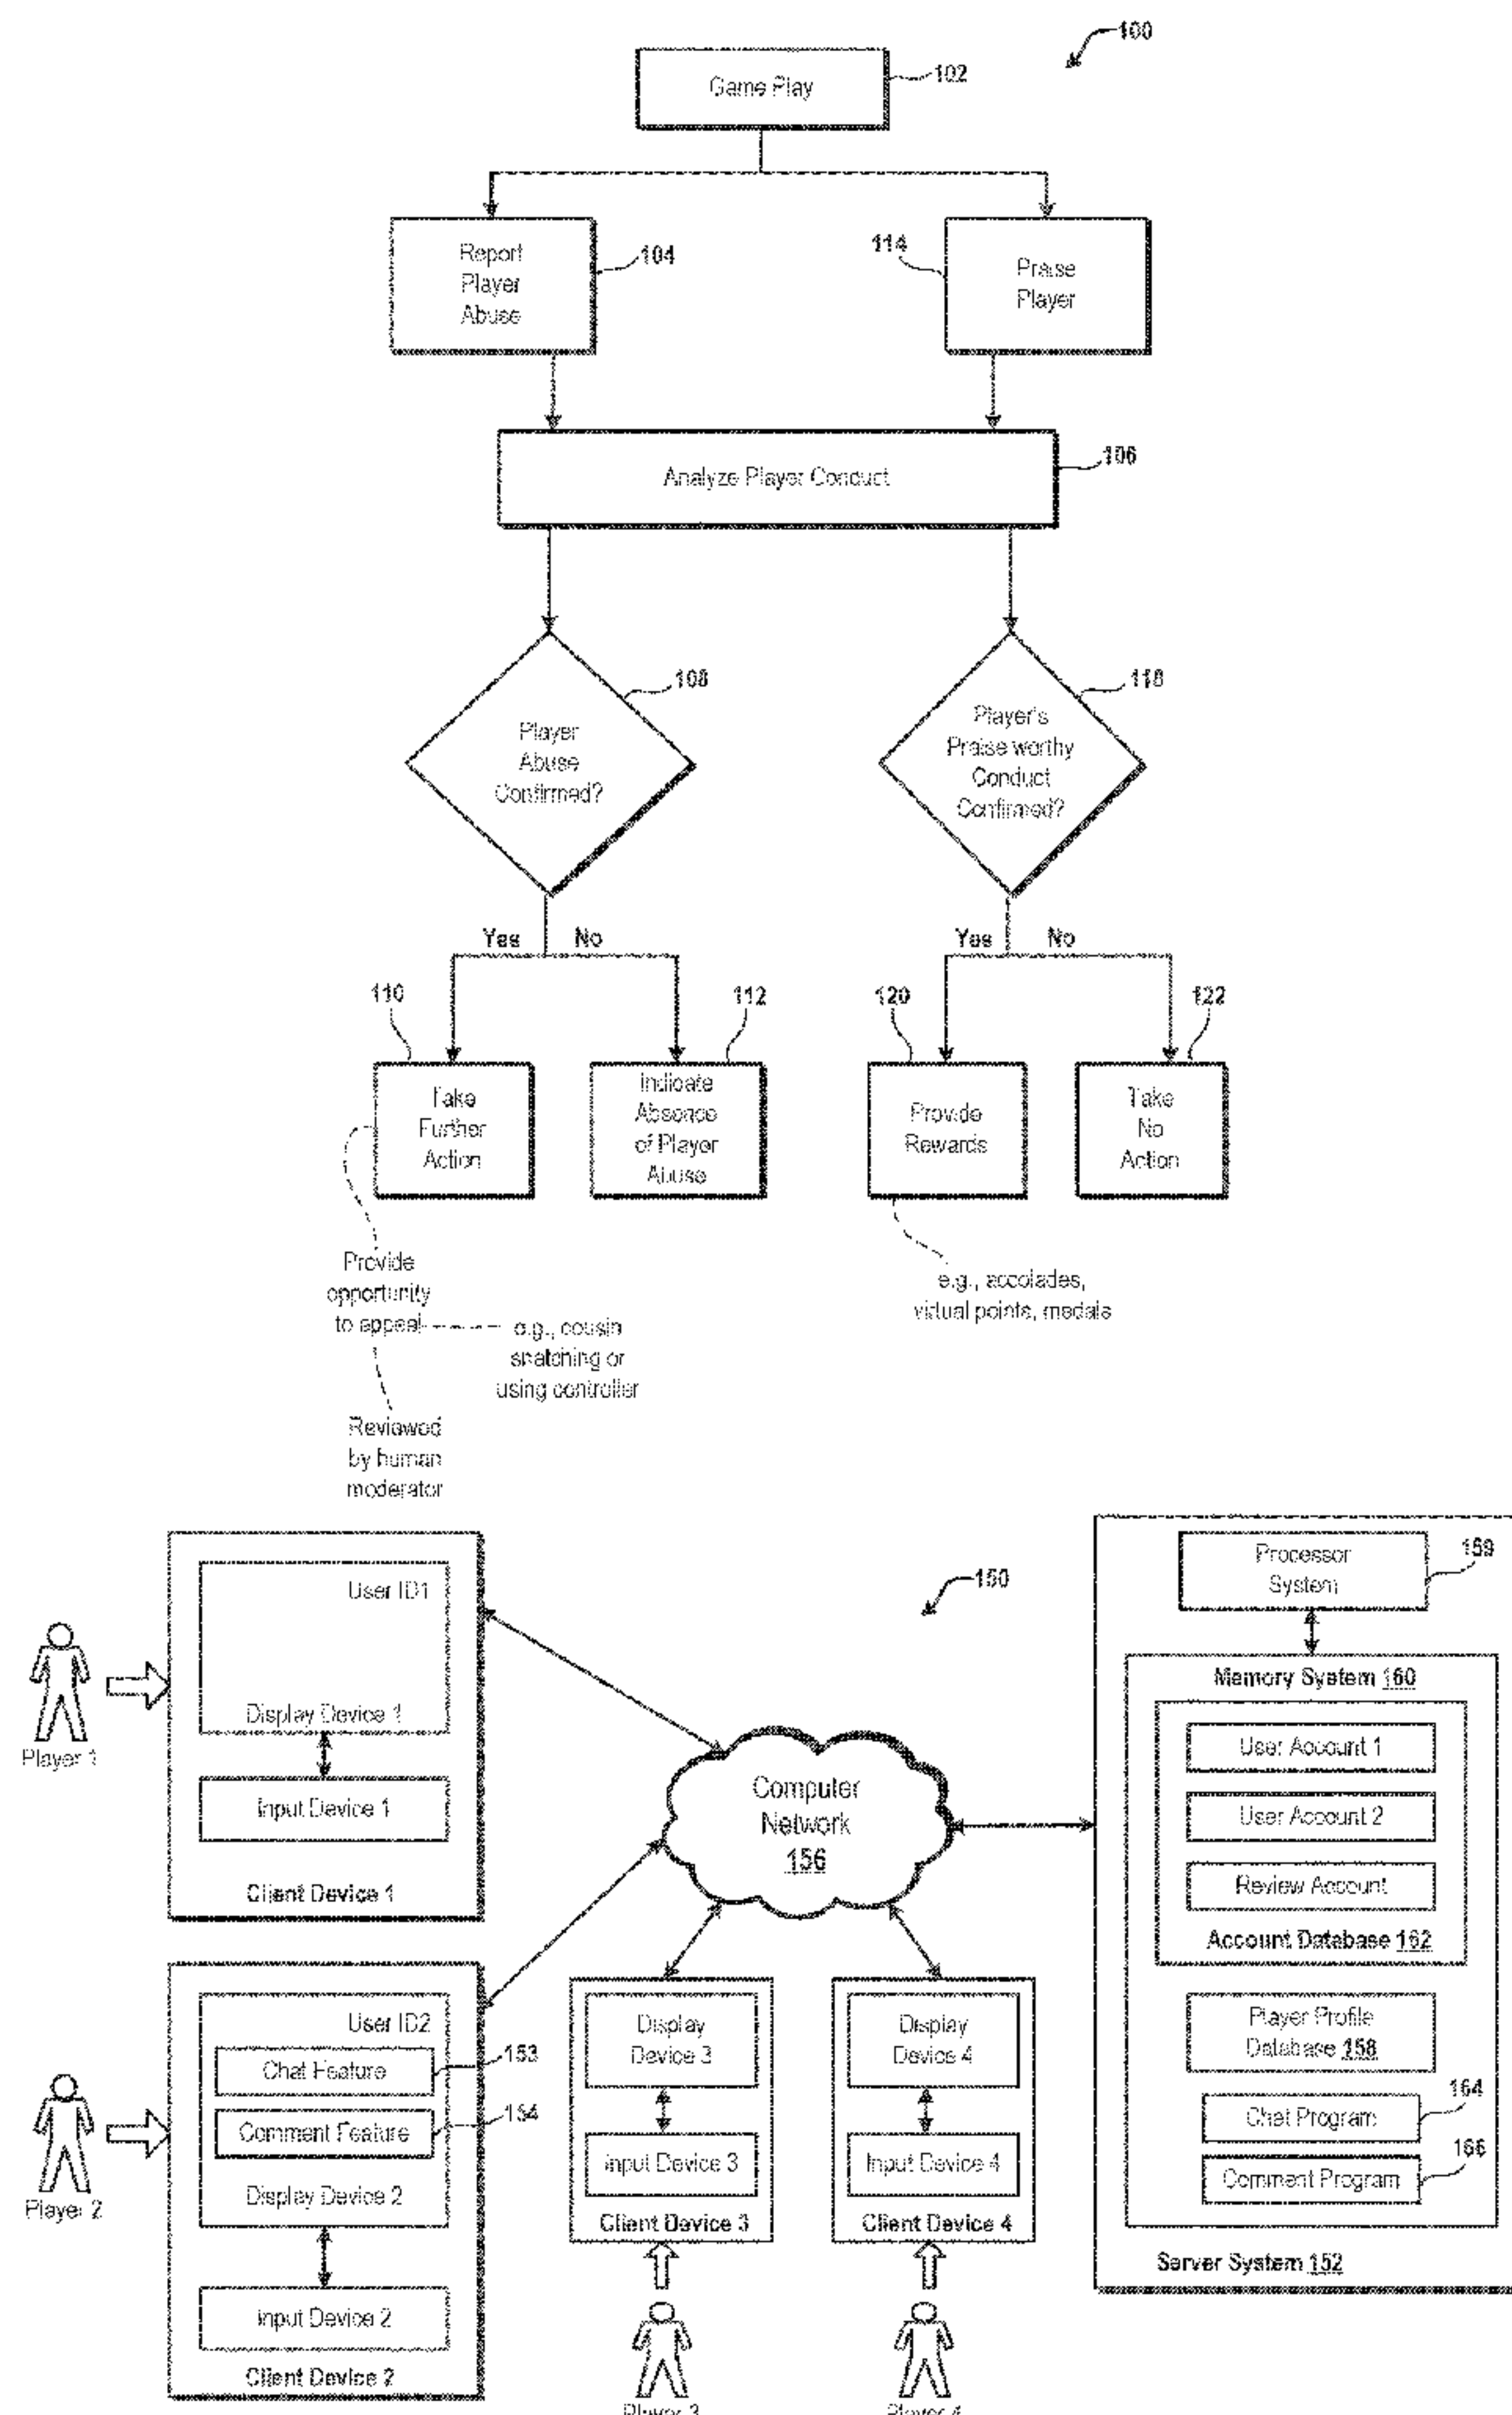 100
Game Play
102
Report
Player
Abuse
104
114
Praise
Player
Analyze Player Conduct
106
Player
Abuse
Confirmed?
108
Player's
Praise worthy
Conduct
Confirmed?
118
Yes
No
Yes
No
110
112
120
122
Take
Further
Action
Indicate
Absence
of Player
Abuse
Provide
Rewards
Take
No
Action
Provide
opportunity
to appeal
e.g., cousin
snatching or
using controller
Reviewed
by human
moderator
e.g., accolades,
virtual points, medals
150
Player 1
User ID1
Display Device 1
Input Device 1
Client Device 1
Player 2
User ID2
Chat Feature
153
Comment Feature
154
Display Device 2
Input Device 2
Client Device 2
Computer
Network
156
Display
Device 3
Input Device 3
Client Device 3
Player 3
Display
Device 4
Input Device 4
Client Device 4
Player 4
Processor
System
159
Memory System 160
User Account 1
User Account 2
Review Account
Account Database 162
Player Profile
Database 158
Chat Program
164
Comment Program
166
Server System 152